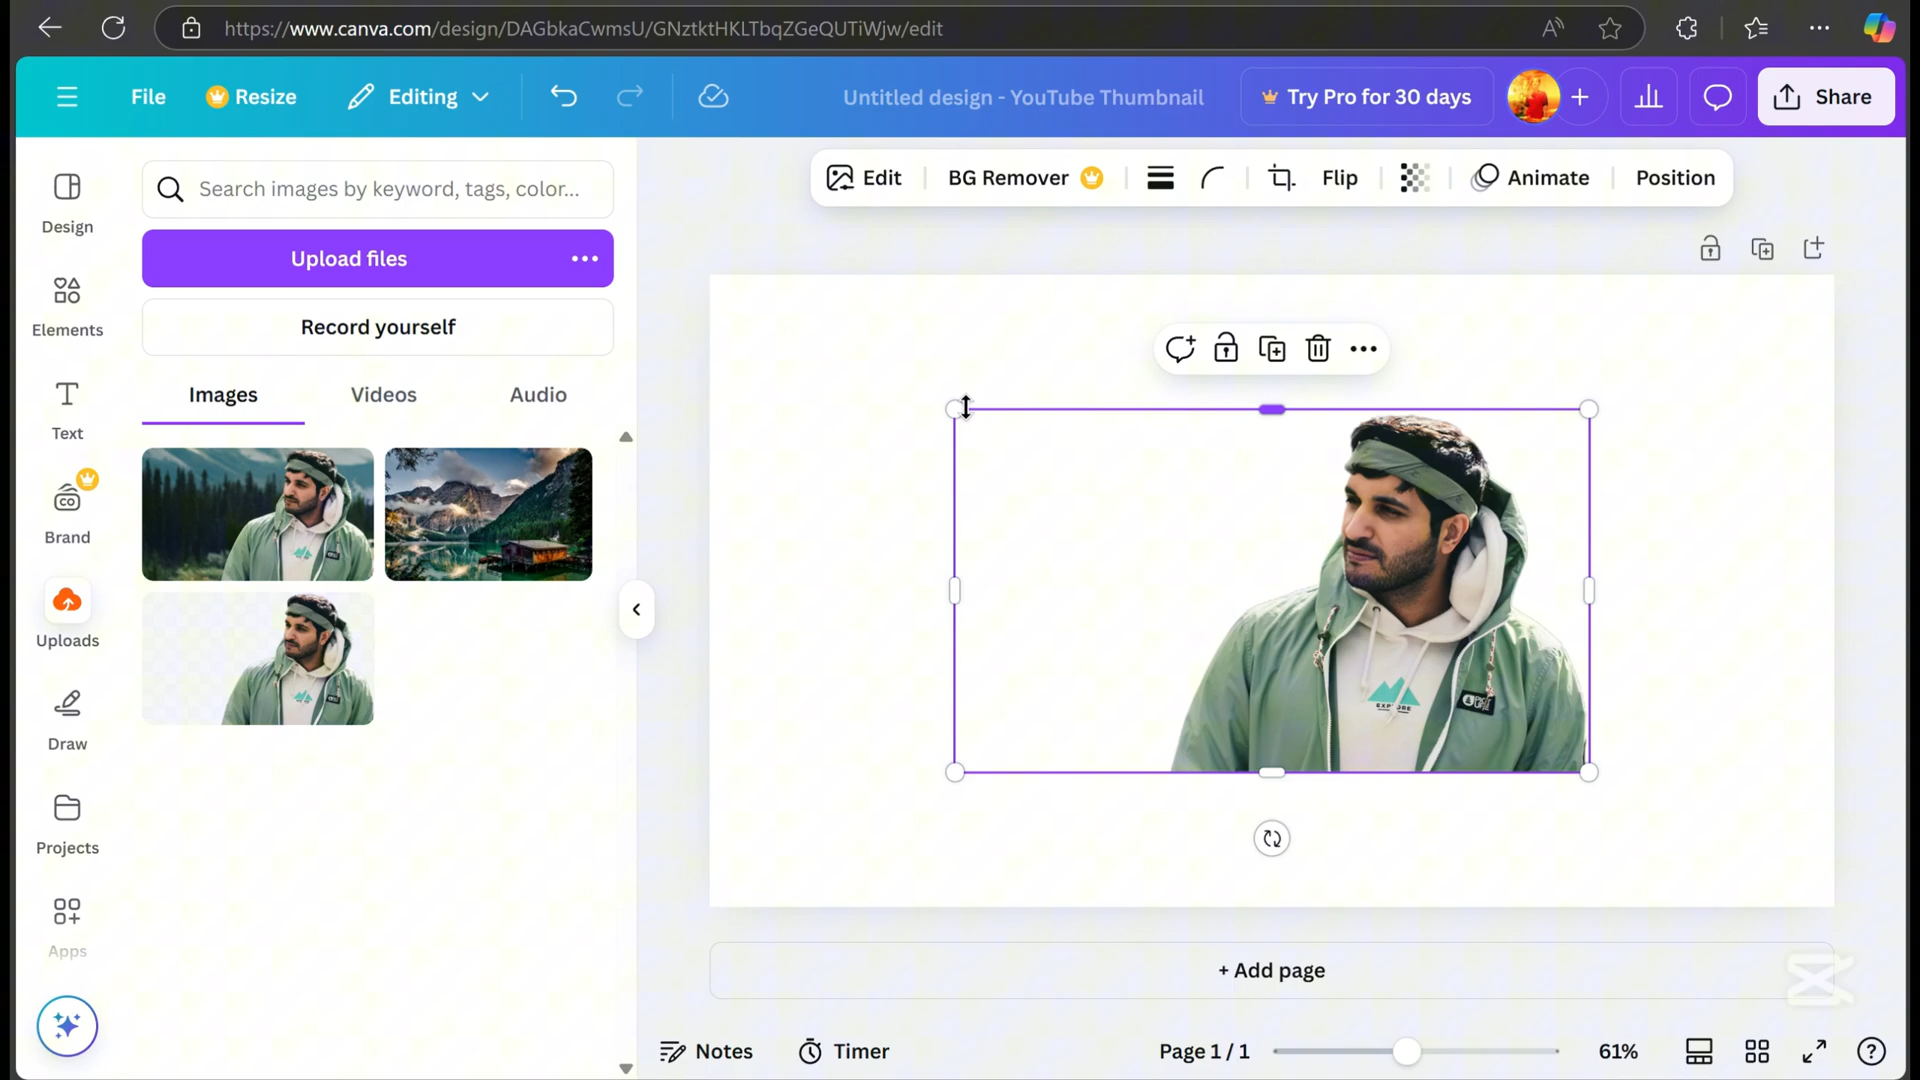 https://www.canva.com/design/DAGbkaCwmsU/GNztktHKLTbqZGeQUTiWjw/edit
File
Resize
Editing
Untitled design - YouTube Thumbnail
Try Pro for 30 days
Share
Design
Elements
Text
Brand
Uploads
Draw
Projects
Apps
Search images by keyword, tags, color...
Upload files
Record yourself
Images
Videos
Audio
Edit
BG Remover
Flip
Animate
Position
EXPLORE
+ Add page
Notes
Timer
Page 1 / 1
61%